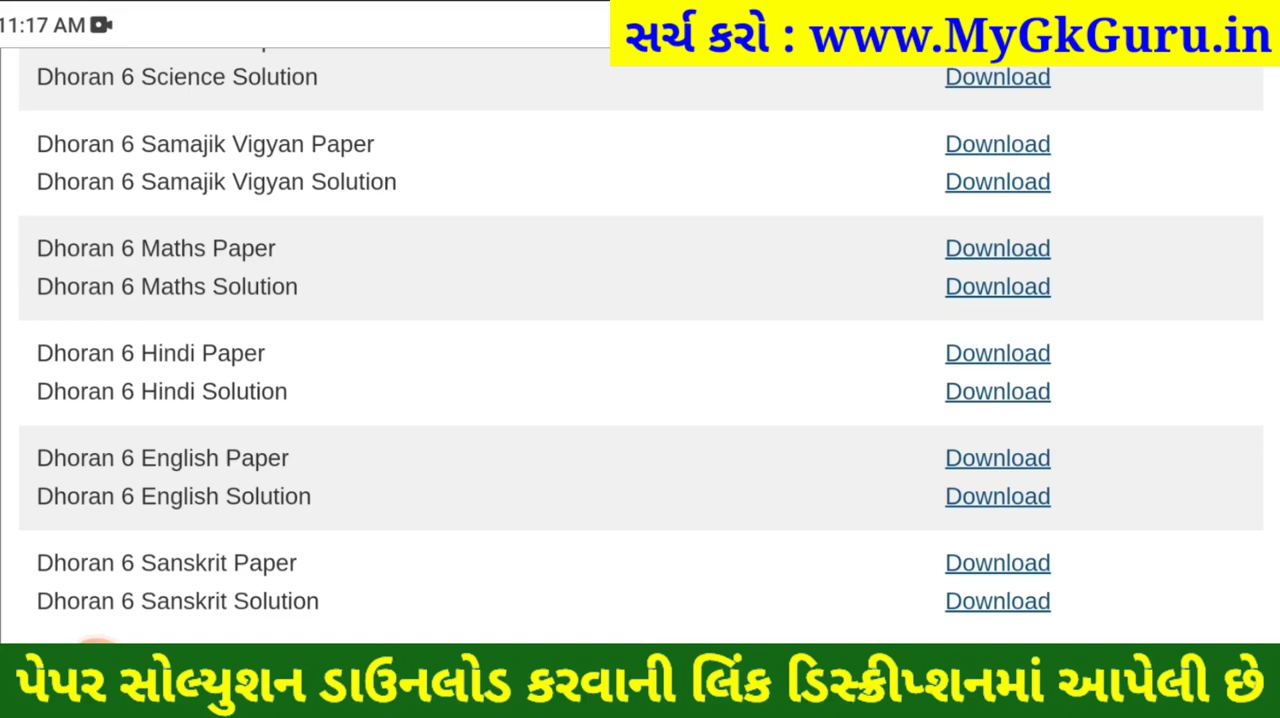 11:17 AM
સર્ચ કરો : www.MyGkGuru.in
Dhoran 6 Science Solution Download
Dhoran 6 Samajik Vigyan Paper Download
Dhoran 6 Samajik Vigyan Solution Download
Dhoran 6 Maths Paper Download
Dhoran 6 Maths Solution Download
Dhoran 6 Hindi Paper Download
Dhoran 6 Hindi Solution Download
Dhoran 6 English Paper Download
Dhoran 6 English Solution Download
Dhoran 6 Sanskrit Paper Download
Dhoran 6 Sanskrit Solution Download
પેપર સોલ્યુશન ડાઉનલોડ કરવાની લિંક ડિસ્ક્રીપ્શનમાં આપેલી છે